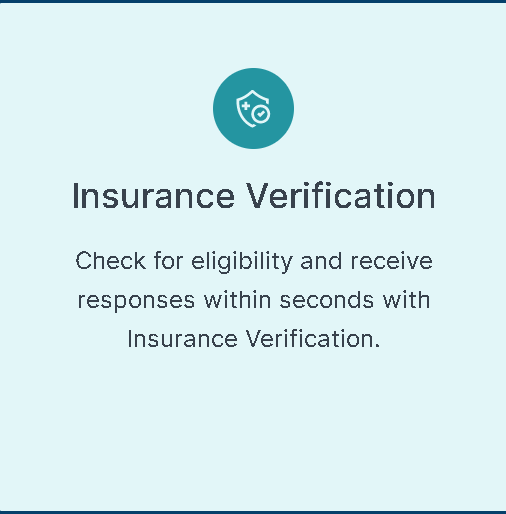 Insurance Verification
Check for eligibility and receive
responses within seconds with
Insurance Verification.